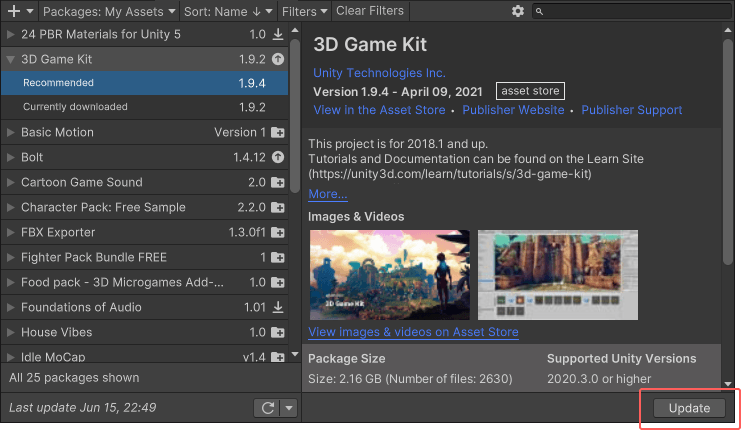 Packages: My Assets
Sort: Name ↓
Filters
Clear Filters
24 PBR Materials for Unity 5 1.0
3D Game Kit 1.9.2
Recommended 1.9.4
Currently downloaded 1.9.2
Basic Motion Version 1
Bolt 1.4.12
Cartoon Game Sound 2.0
Character Pack: Free Sample 2.2.0
FBX Exporter 1.3.0f1
Fighter Pack Bundle FREE 1
Food pack - 3D Microgames Add-... 1.0
Foundations of Audio 1.01
House Vibes 1.0
Idle MoCap v1.4
All 25 packages shown
Last update Jun 15, 22:49
3D Game Kit
Unity Technologies Inc.
Version 1.9.4 - April 09, 2021 asset store
View in the Asset Store • Publisher Website • Publisher Support
This project is for 2018.1 and up.
Tutorials and Documentation can be found on the Learn Site
(https://unity3d.com/learn/tutorials/s/3d-game-kit)
More...
Images & Videos
3D Game Kit
View images & videos on Asset Store
Package Size
Size: 2.16 GB (Number of files: 2630)
Supported Unity Versions
2020.3.0 or higher
Update